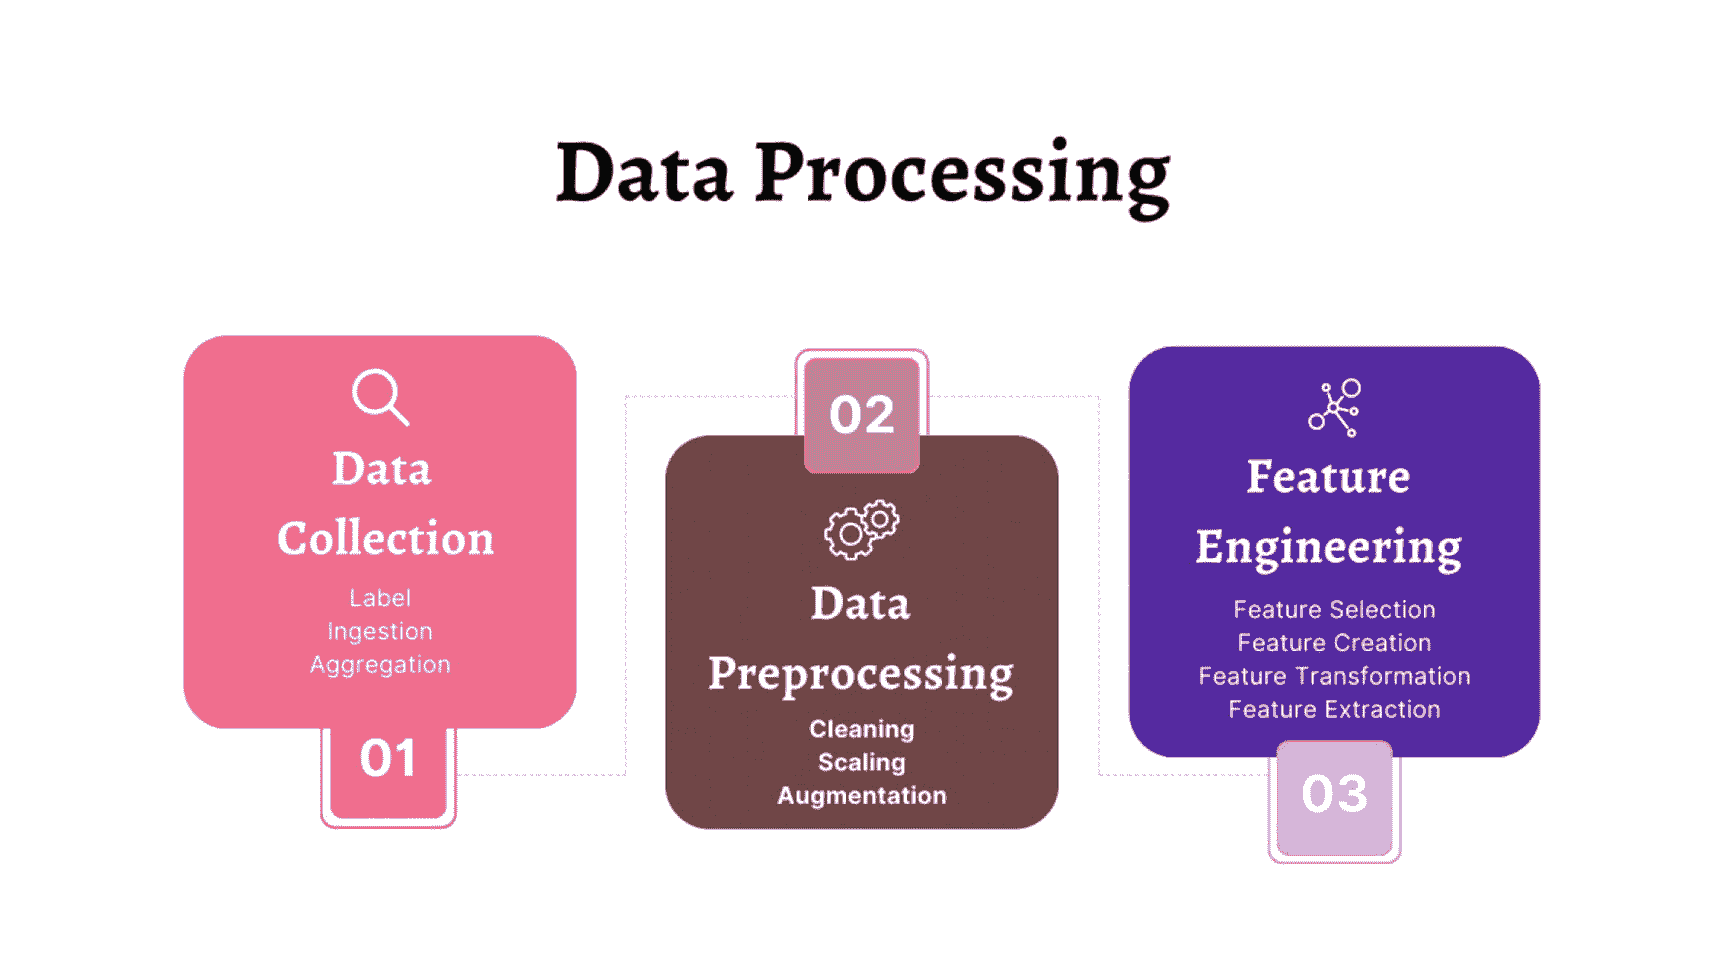 Data Processing
Data
Collection
Label
Ingestion
Aggregation
01
02
Data
Preprocessing
Cleaning
Scaling
Augmentation
Feature
Engineering
Feature Selection
Feature Creation
Feature Transformation
Feature Extraction
03